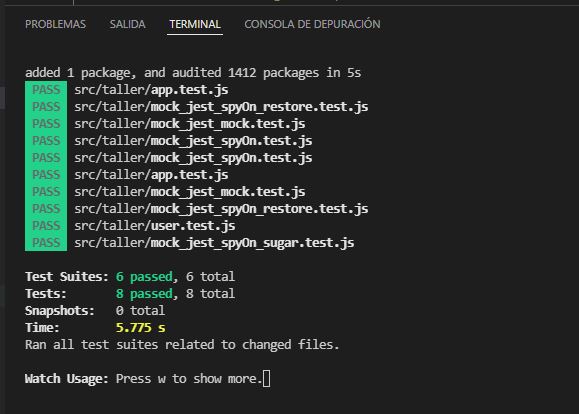 PROBLEMAS SALIDA TERMINAL CONSOLA DE DEPURACIÓN
added 1 package, and audited 1412 packages in 5s
PASS src/taller/app.test.js
PASS src/taller/mock_jest_spyOn_restore.test.js
PASS src/taller/mock_jest_mock.test.js
PASS src/taller/mock_jest_spyOn.test.js
PASS src/taller/mock_jest_spyOn.test.js
PASS src/taller/app.test.js
PASS src/taller/mock_jest_mock.test.js
PASS src/taller/mock_jest_spyOn_restore.test.js
PASS src/taller/user.test.js
PASS src/taller/mock_jest_spyOn_sugar.test.js
Test Suites: 6 passed, 6 total
Tests: 8 passed, 8 total
Snapshots: 0 total
Time: 5.775 s
Ran all test suites related to changed files.
Watch Usage: Press w to show more.